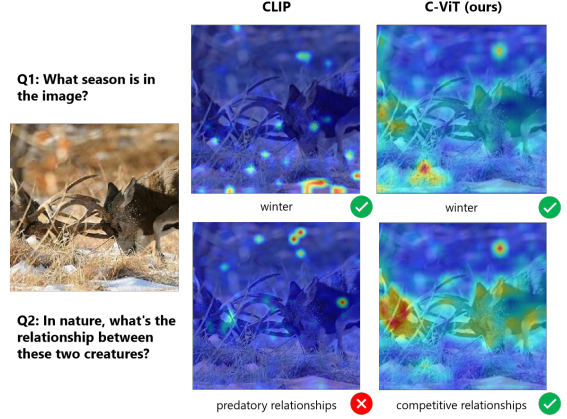 CLIP
C-ViT (ours)
Q1: What season is in
the image?
winter
winter
Q2: In nature, what's the
relationship between
these two creatures?
predatory relationships
competitive relationships